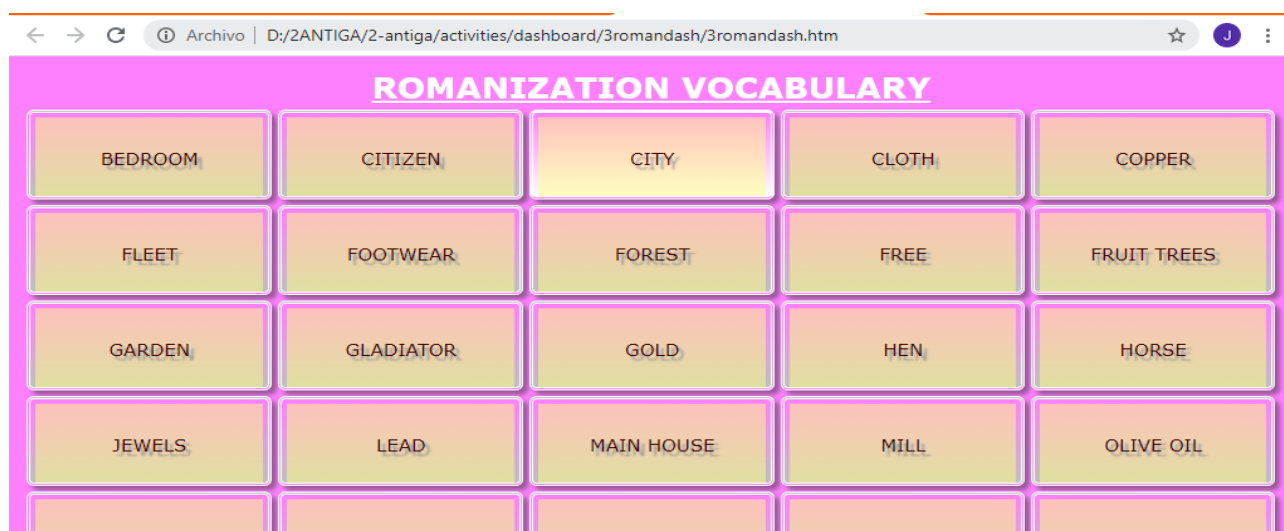 Archivo | D:/2ANTIGA/2-antiga/activities/dashboard/3romandash/3romandash.htm J
ROMANIZATION VOCABULARY
BEDROOM CITIZEN CITY CLOTH COPPER
FLEET FOOTWEAR FOREST FREE FRUIT TREES
GARDEN GLADIATOR GOLD HEN HORSE
JEWELS LEAD MAIN HOUSE MILL OLIVE OIL